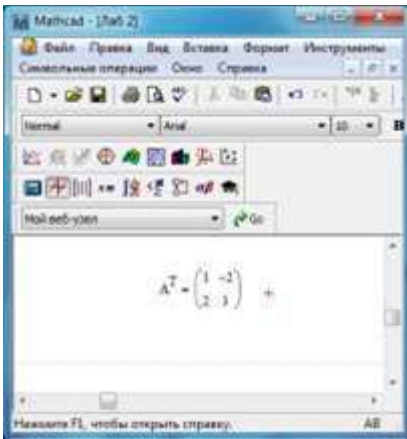 Mathcad - [Лаб 2]
Файл Правка Вид Вставка Формат Инструменты
Символьные операции Окно Справка
Normal Arial 10 B
Мой веб-узел Go
A^T = (1 -2
2 3)
Нажмите F1, чтобы открыть справку. АВ